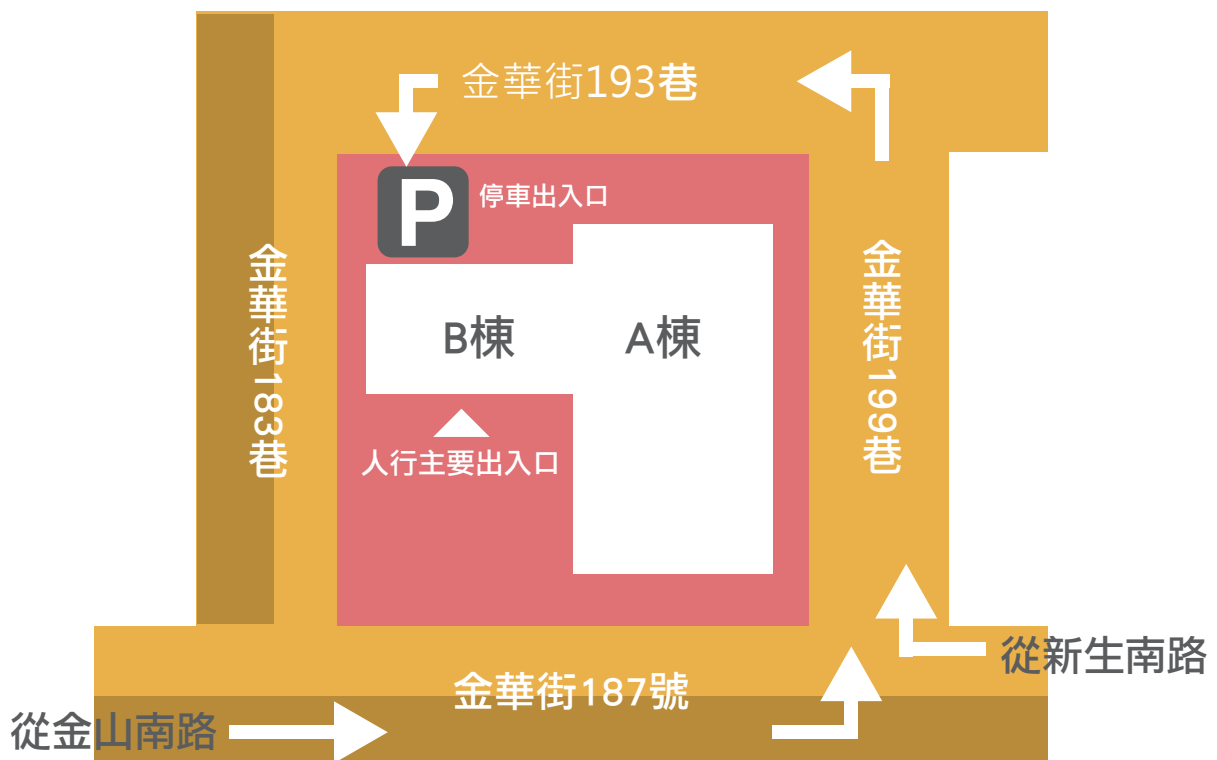 金華街193巷
P
停車出入口
金華街183巷
B棟
A棟
金華街199巷
人行主要出入口
從新生南路
金華街187號
從金山南路